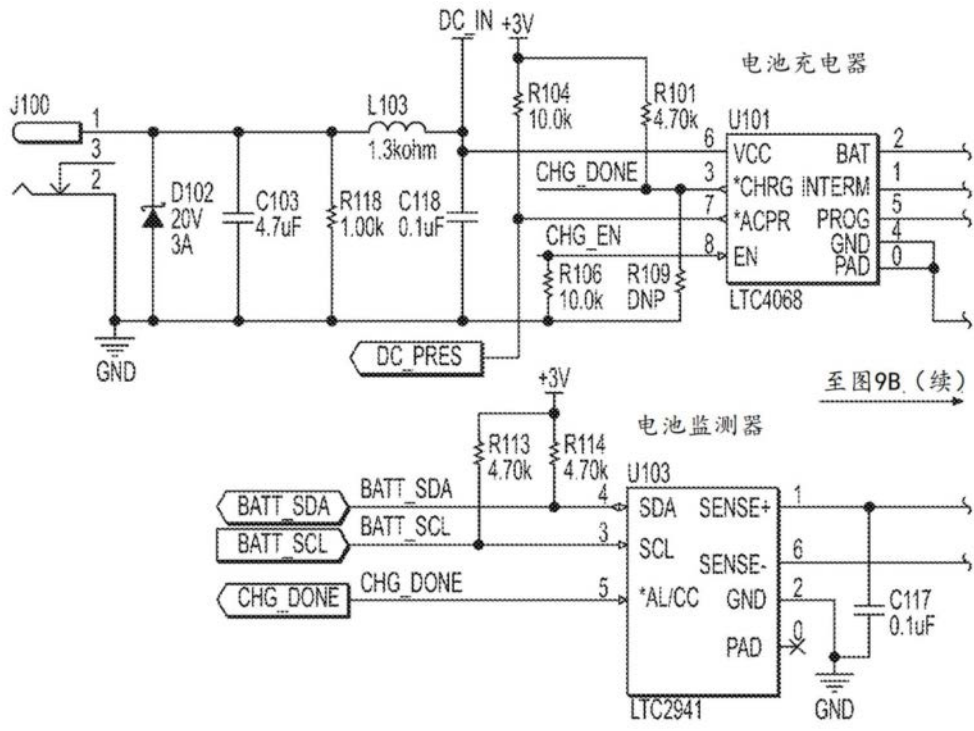 DC_IN +3V
电池充电器
J100
1
3
2
D102
20V
3A
C103
4.7uF
R118
1.00k
L103
1.3kohm
C118
0.1uF
R104
10.0k
R101
4.70k
CHG_DONE
CHG_EN
R106
10.0k
R109
DNP
U101
6 VCC BAT 2
3 *CHRG INTERM 1
7 *ACPR PROG 5
GND 4
8 EN PAD 0
LTC4068
GND
DC_PRES
至图9B（续）
+3V
电池监测器
R113
4.70k
R114
4.70k
U103
BATT_SDA BATT_SDA 4 SDA SENSE+ 1
BATT_SCL BATT_SCL 3 SCL
SENSE- 6
CHG_DONE CHG_DONE 5 *AL/CC GND 2
PAD 0
C117
0.1uF
LTC2941
GND